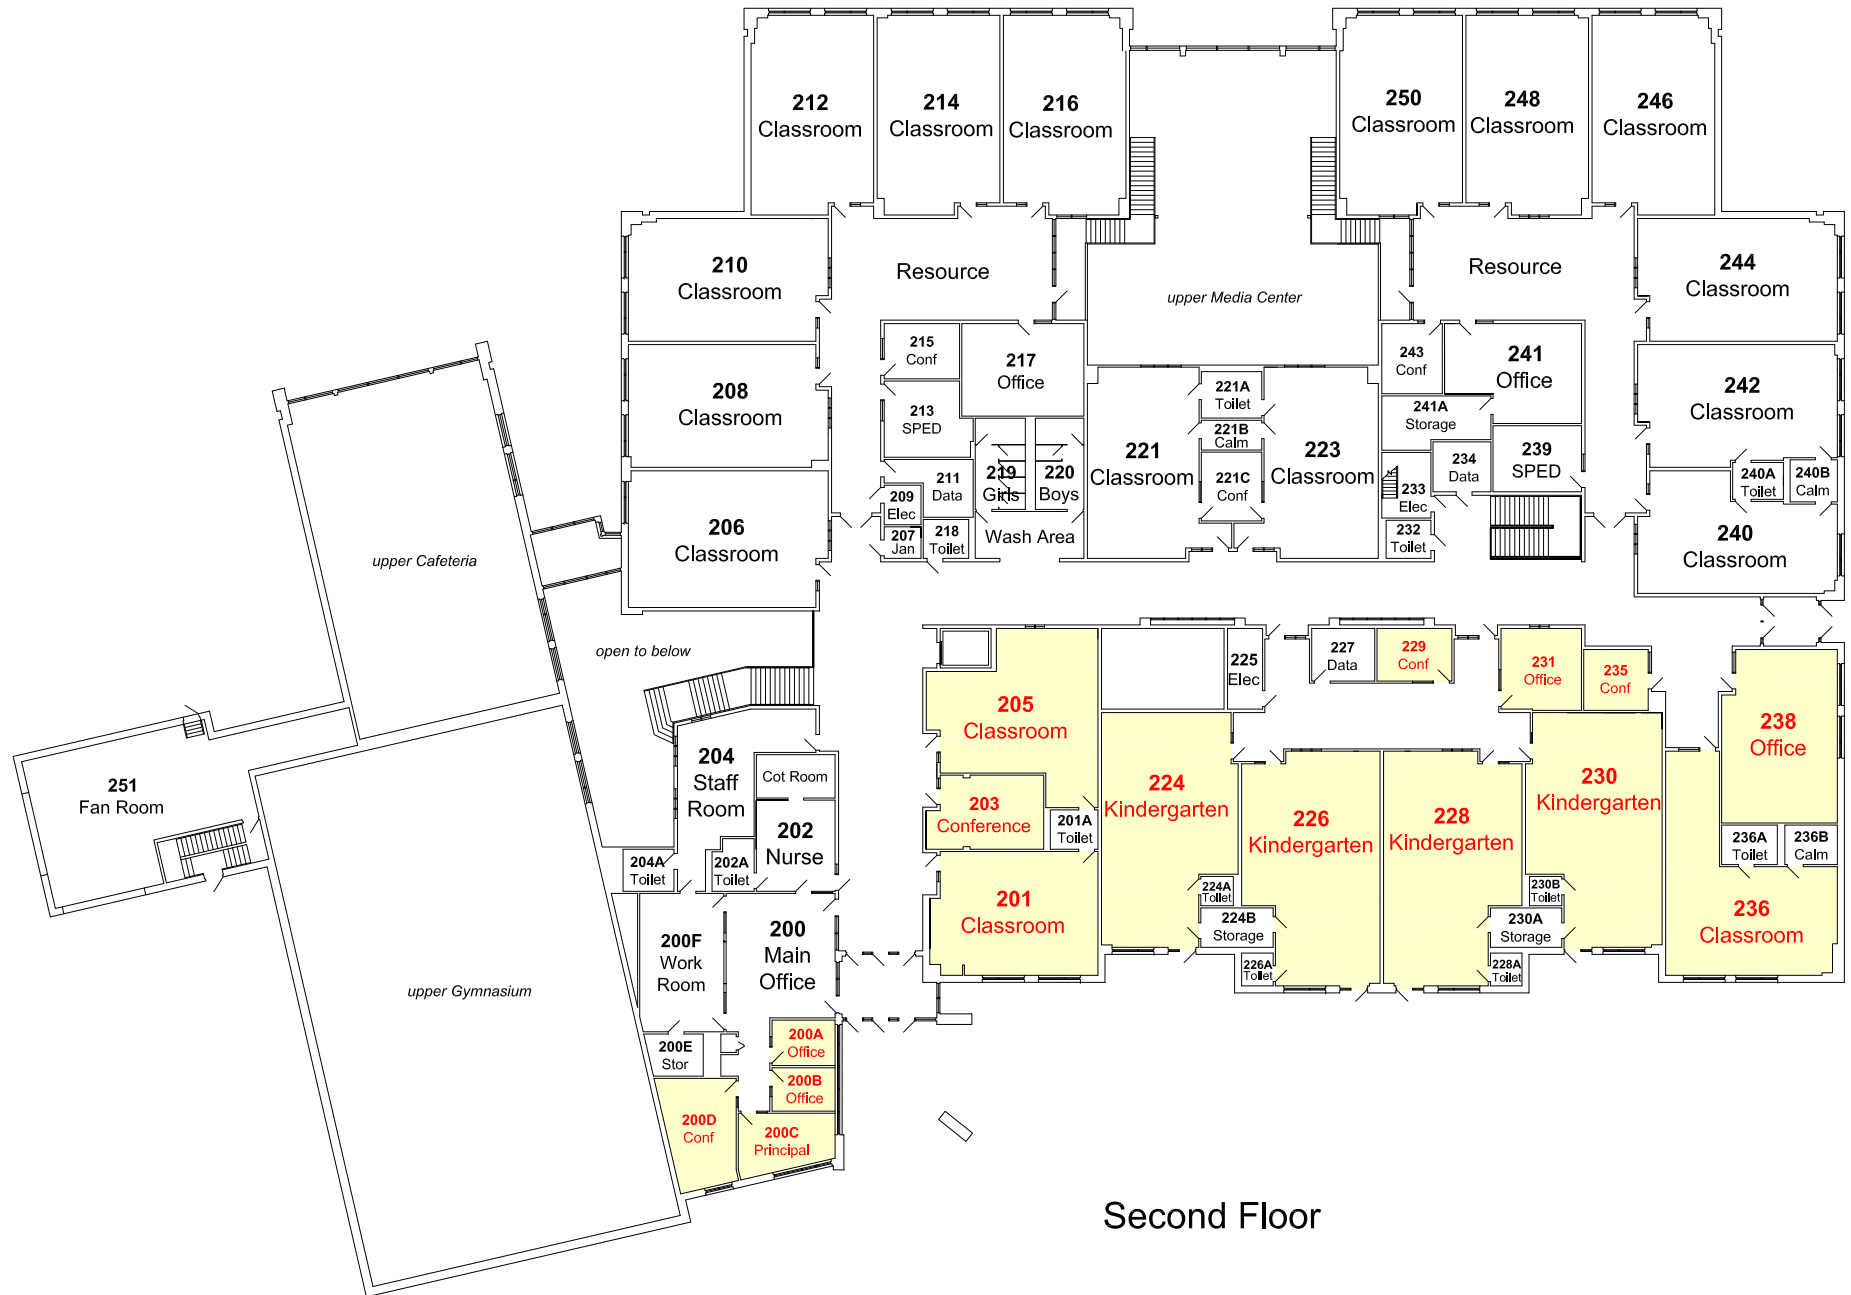 212
Classroom
214
Classroom
216
Classroom
250
Classroom
248
Classroom
246
Classroom
210
Classroom
Resource
upper Media Center
Resource
244
Classroom
215
Conf
217
Office
243
Conf
241
Office
208
Classroom
213
SPED
221A
Toilet
221B
Calm
241A
Storage
242
Classroom
221
Classroom
223
Classroom
221C
Conf
239
SPED
234
Data
240A
Toilet
240B
Calm
211
Data
219
Girls
220
Boys
209
Elec
233
Elec
206
Classroom
207
Jan
218
Toilet
Wash Area
232
Toilet
240
Classroom
upper Cafeteria
open to below
225
Elec
227
Data
229
Conf
231
Office
235
Conf
205
Classroom
238
Office
204
Staff
Room
Cot Room
251
Fan Room
224
Kindergarten
230
Kindergarten
203
Conference
201A
Toilet
226
Kindergarten
228
Kindergarten
202
Nurse
236A
Toilet
236B
Calm
204A
Toilet
202A
Toilet
224A
Toilet
230B
Toilet
201
Classroom
224B
Storage
230A
Storage
236
Classroom
200F
Work
Room
200
Main
Office
226A
Toilet
228A
Toilet
upper Gymnasium
200A
Office
200E
Stor
200B
Office
200D
Conf
200C
Principal
Second Floor